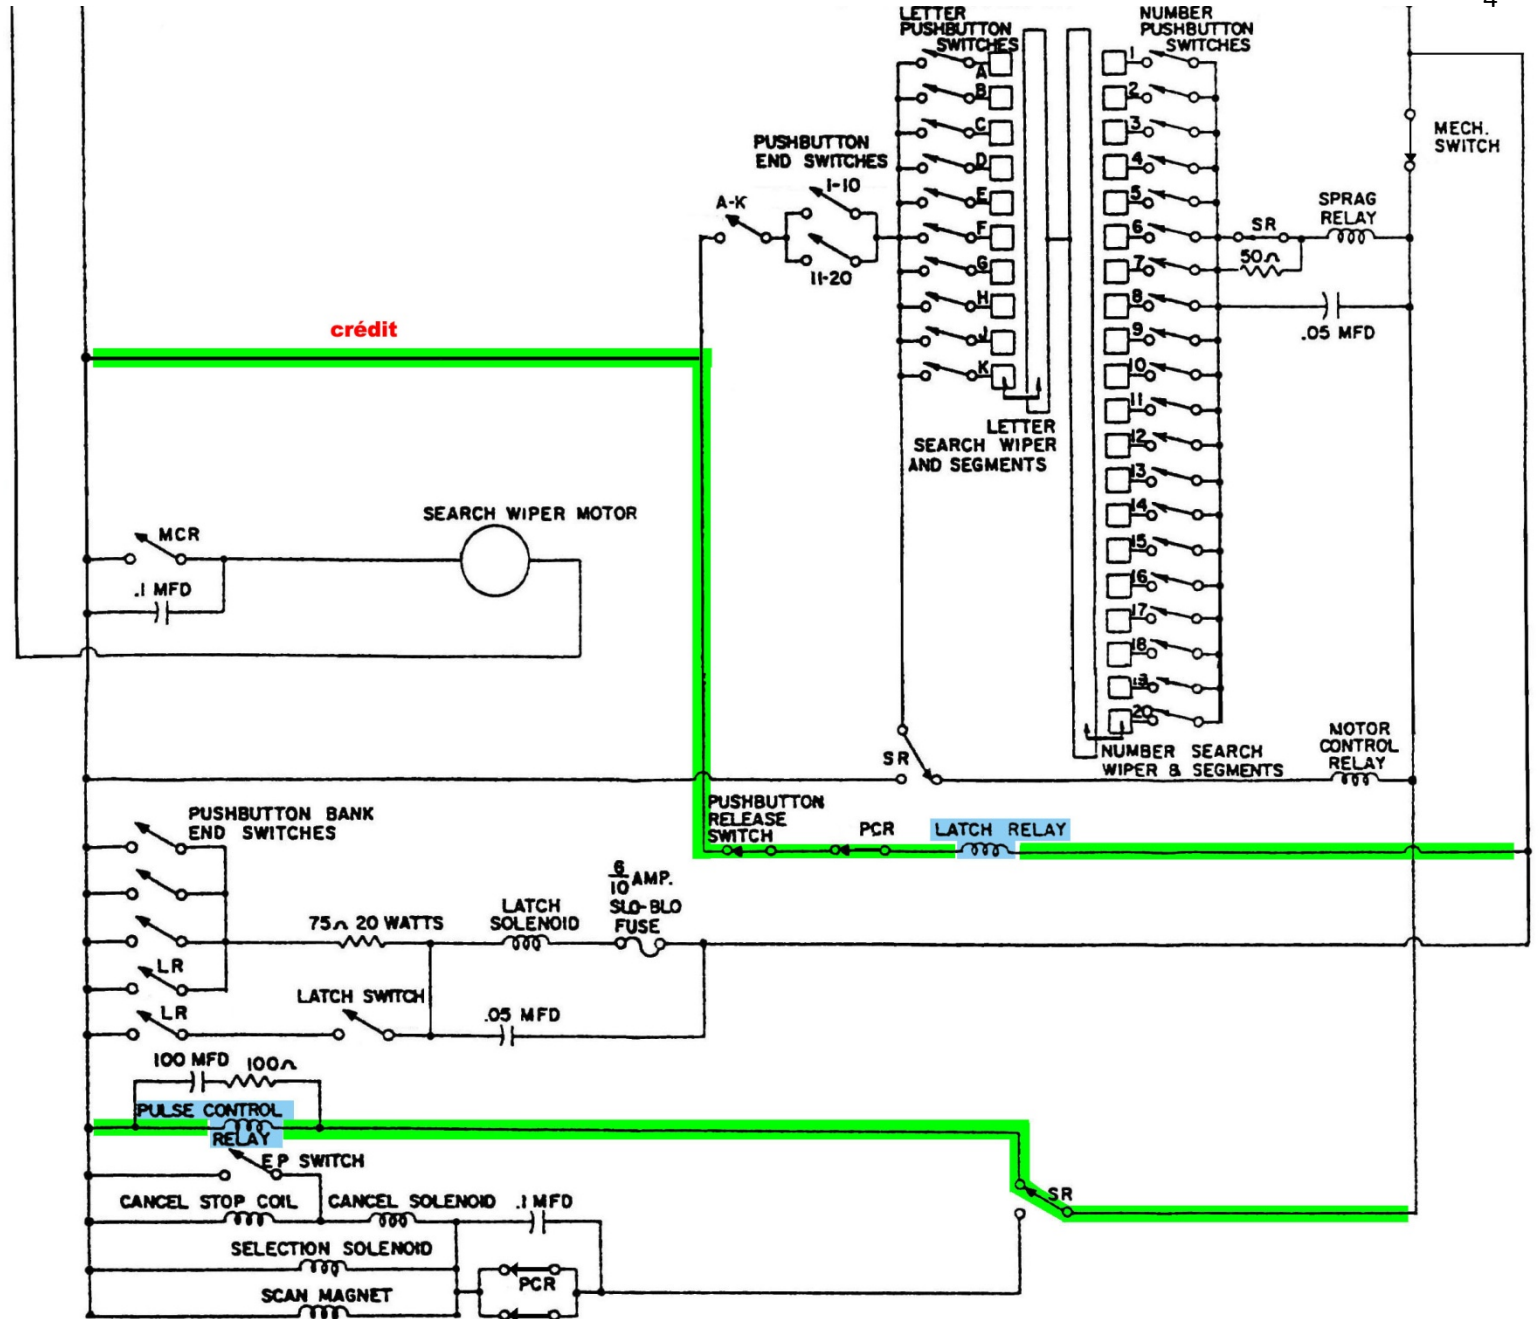 4
LETTER
PUSHBUTTON
SWITCHES
NUMBER
PUSHBUTTON
SWITCHES
A
B
C
D
E
F
G
H
J
K
1
2
3
4
5
6
7
8
9
10
11
12
13
14
15
16
17
18
19
20
MECH.
SWITCH
PUSHBUTTON
END SWITCHES
1-10
A-K
11-20
SPRAG
RELAY
SR
50Ω
.05 MFD
crédit
LETTER
SEARCH WIPER
AND SEGMENTS
SEARCH WIPER MOTOR
MCR
.1 MFD
SR
NUMBER SEARCH
WIPER & SEGMENTS
MOTOR
CONTROL
RELAY
PUSHBUTTON
RELEASE
SWITCH
PCR
LATCH RELAY
PUSHBUTTON BANK
END SWITCHES
6/10 AMP.
SLO-BLO
FUSE
LATCH
SOLENOID
75Ω 20 WATTS
LR
LATCH SWITCH
LR
.05 MFD
100 MFD
100Ω
PULSE CONTROL
RELAY
EP SWITCH
SR
CANCEL STOP COIL
CANCEL SOLENOID
.1 MFD
SELECTION SOLENOID
PCR
SCAN MAGNET